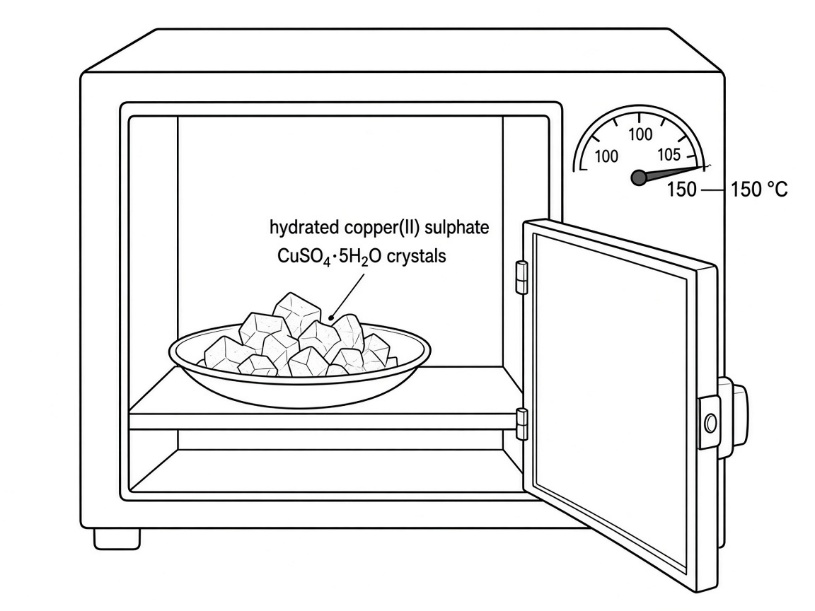 100
100
105
150
150 °C
hydrated copper(II) sulphate
CuSO₄·5H₂O crystals